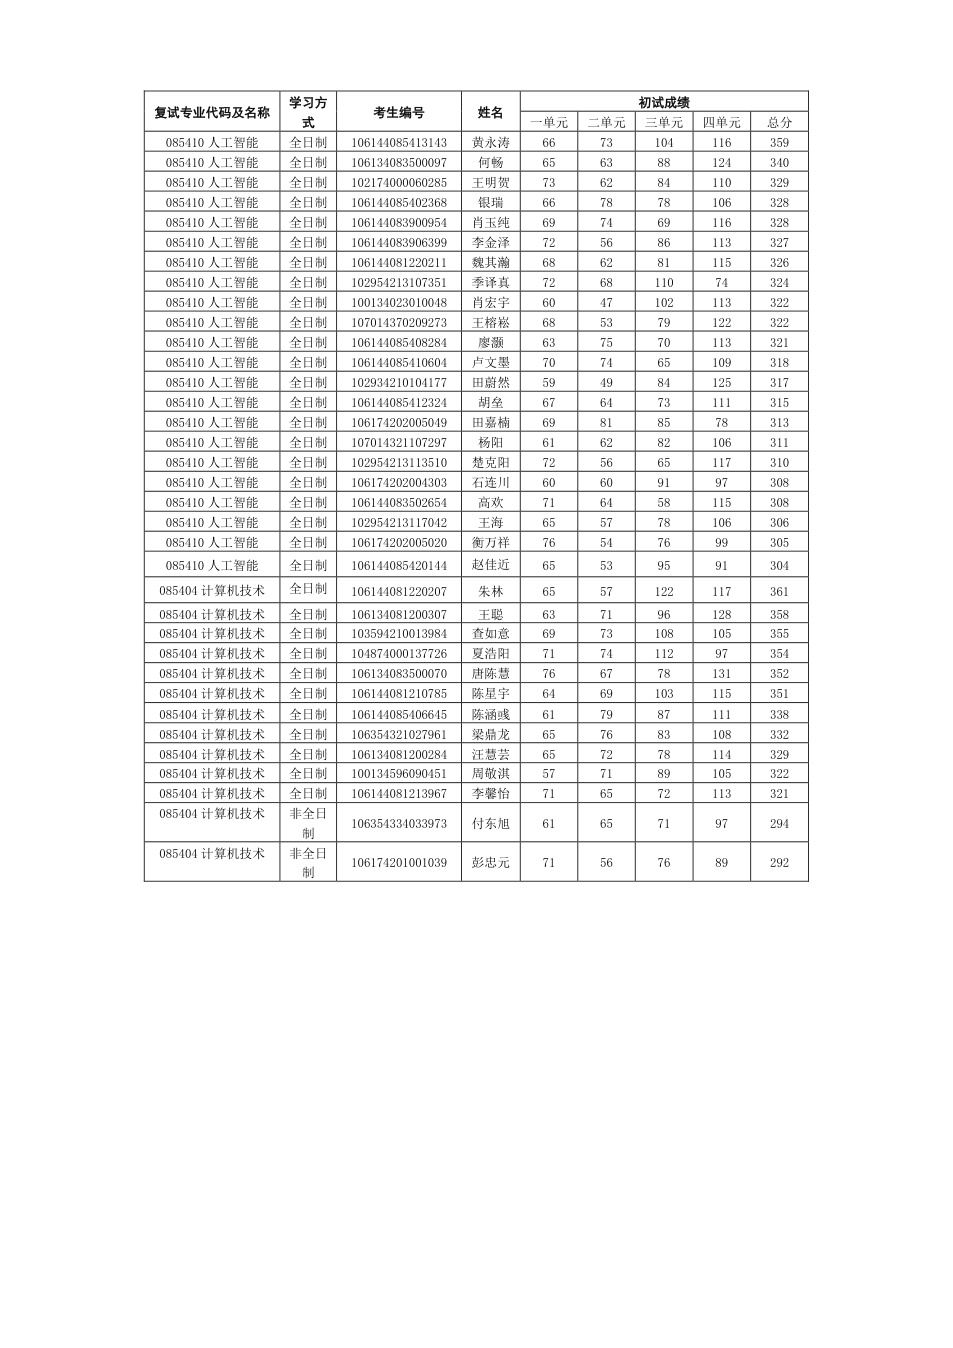 复试专业代码及名称 学习方式 考生编号 姓名 初试成绩
一单元 二单元 三单元 四单元 总分
085410 人工智能 全日制 106144085413143 黄永涛 66 73 104 116 359
085410 人工智能 全日制 106134083500097 何畅 65 63 88 124 340
085410 人工智能 全日制 102174000060285 王明贺 73 62 84 110 329
085410 人工智能 全日制 106144085402368 银瑞 66 78 78 106 328
085410 人工智能 全日制 106144083900954 肖玉纯 69 74 69 116 328
085410 人工智能 全日制 106144083906399 李金泽 72 56 86 113 327
085410 人工智能 全日制 106144081220211 魏其瀚 68 62 81 115 326
085410 人工智能 全日制 102954213107351 季译真 72 68 110 74 324
085410 人工智能 全日制 100134023010048 肖宏宇 60 47 102 113 322
085410 人工智能 全日制 107014370209273 王榕崧 68 53 79 122 322
085410 人工智能 全日制 106144085408284 廖灏 63 75 70 113 321
085410 人工智能 全日制 106144085410604 卢文墨 70 74 65 109 318
085410 人工智能 全日制 102934210104177 田蔚然 59 49 84 125 317
085410 人工智能 全日制 106144085412324 胡垒 67 64 73 111 315
085410 人工智能 全日制 106174202005049 田嘉楠 69 81 85 78 313
085410 人工智能 全日制 107014321107297 杨阳 61 62 82 106 311
085410 人工智能 全日制 102954213113510 楚克阳 72 56 65 117 310
085410 人工智能 全日制 106174202004303 石连川 60 60 91 97 308
085410 人工智能 全日制 106144083502654 高欢 71 64 58 115 308
085410 人工智能 全日制 102954213117042 王海 65 57 78 106 306
085410 人工智能 全日制 106174202005020 衡万祥 76 54 76 99 305
085410 人工智能 全日制 106144085420144 赵佳近 65 53 95 91 304
085404 计算机技术 全日制 106144081220207 朱林 65 57 122 117 361
085404 计算机技术 全日制 106134081200307 王聪 63 71 96 128 358
085404 计算机技术 全日制 103594210013984 查如意 69 73 108 105 355
085404 计算机技术 全日制 104874000137726 夏浩阳 71 74 112 97 354
085404 计算机技术 全日制 106134083500070 唐陈慧 76 67 78 131 352
085404 计算机技术 全日制 106144081210785 陈星宇 64 69 103 115 351
085404 计算机技术 全日制 106144085406645 陈涵彧 61 79 87 111 338
085404 计算机技术 全日制 106354321027961 梁鼎龙 65 76 83 108 332
085404 计算机技术 全日制 106134081200284 汪慧芸 65 72 78 114 329
085404 计算机技术 全日制 100134596090451 周敬淇 57 71 89 105 322
085404 计算机技术 全日制 106144081213967 李馨怡 71 65 72 113 321
085404 计算机技术 非全日制 106354334033973 付东旭 61 65 71 97 294
085404 计算机技术 非全日制 106174201001039 彭忠元 71 56 76 89 292